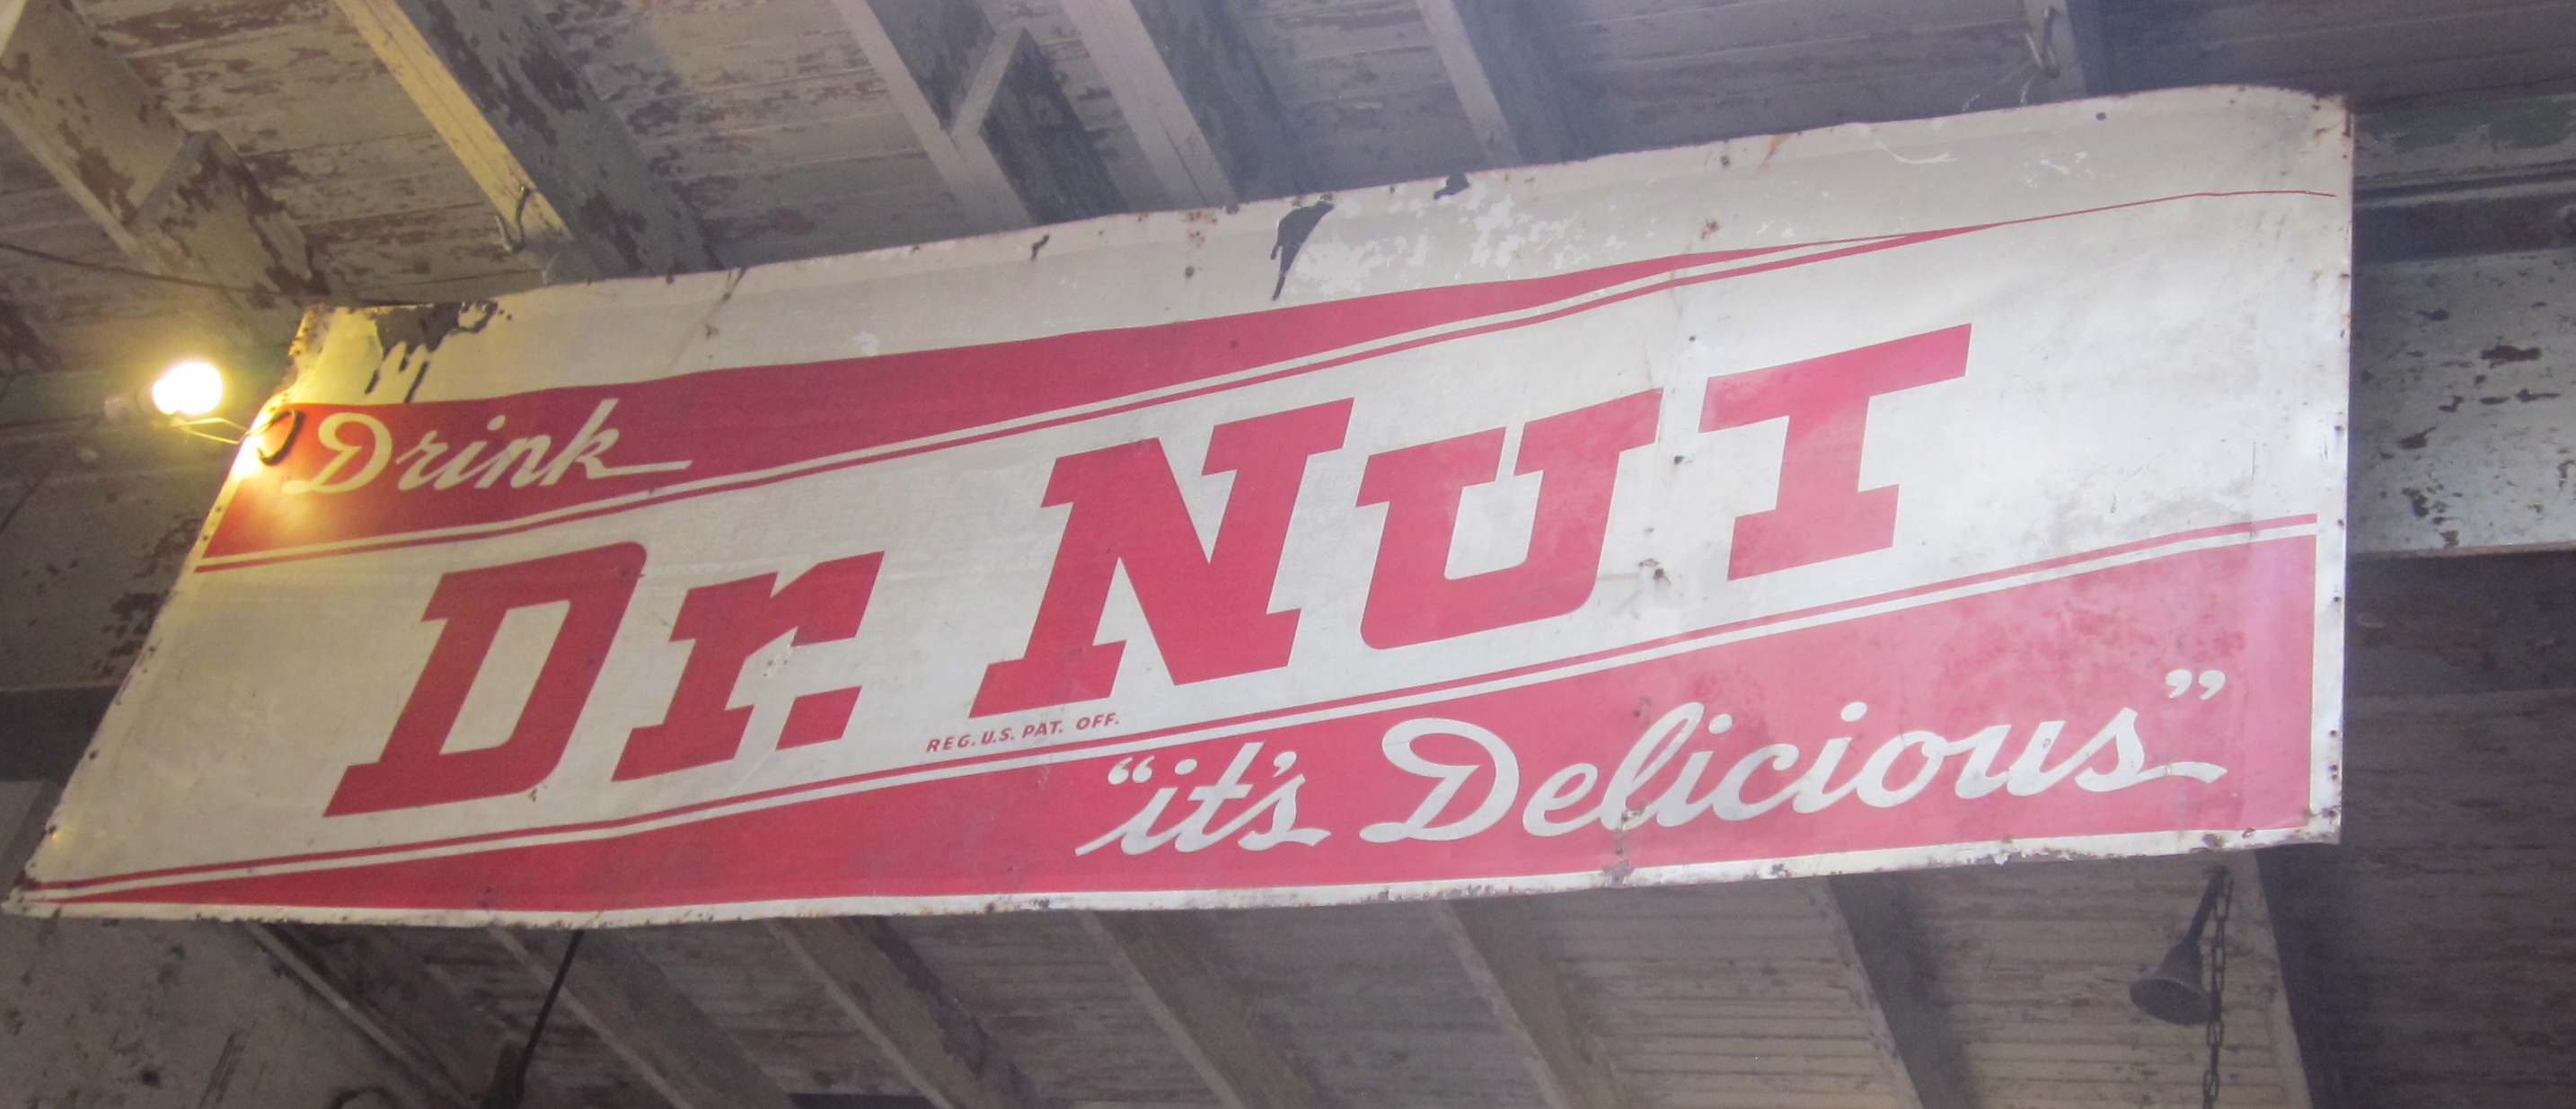 Drink
Dr. NUT
REG. U.S. PAT. OFF.
“it's Delicious”